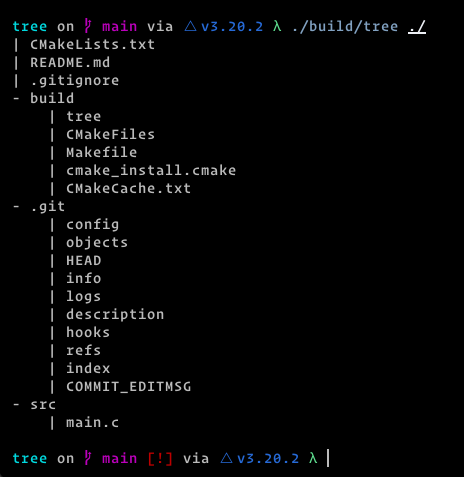 tree on ᚬ main via △ v3.20.2 λ ./build/tree ./
| CMakeLists.txt
| README.md
| .gitignore
- build
    | tree
    | CMakeFiles
    | Makefile
    | cmake_install.cmake
    | CMakeCache.txt
- .git
    | config
    | objects
    | HEAD
    | info
    | logs
    | description
    | hooks
    | refs
    | index
    | COMMIT_EDITMSG
- src
    | main.c
tree on ᚬ main [!] via △ v3.20.2 λ